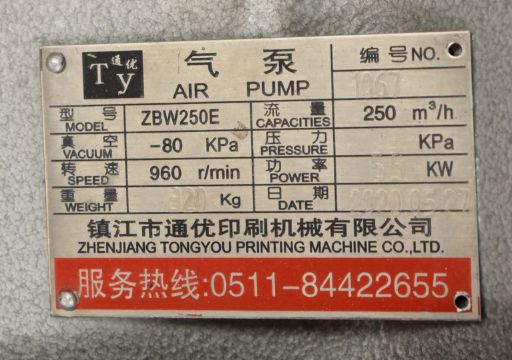 通优
Ty
气 泵
AIR PUMP
编号NO.
1067
型号 MODEL ZBW250E 流量 CAPACITIES 250 m³/h
真空 VACUUM -80 KPa 压力 PRESSURE KPa
转速 SPEED 960 r/min 功率 POWER KW
重量 WEIGHT 320 Kg 日期 DATE
镇江市通优印刷机械有限公司
ZHENJIANG TONGYOU PRINTING MACHINE CO.,LTD.
服务热线:0511-84422655